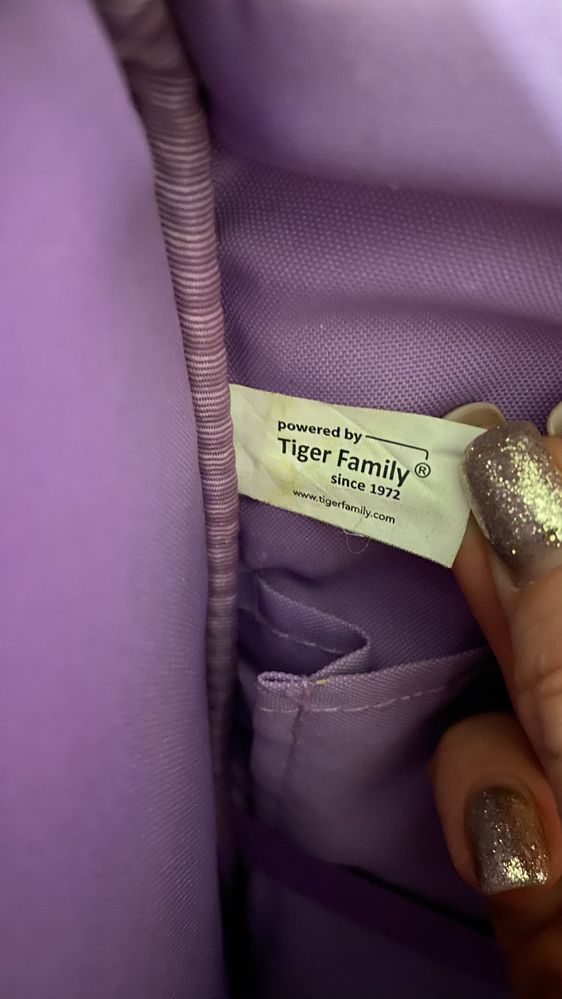 powered by
Tiger Family®
since 1972
www.tigerfamily.com